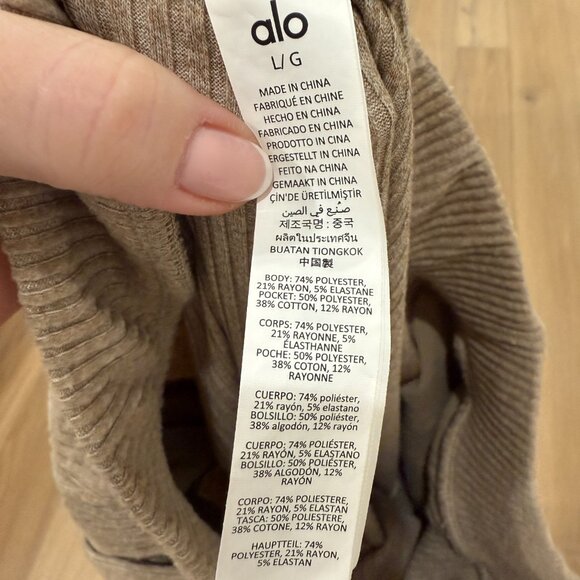 alo
L/ G
MADE IN CHINA
FABRIQUÉ EN CHINE
HECHO EN CHINA
FABRICADO EN CHINA
PRODOTTO IN CINA
ERGESTELLT IN CHINA
FEITO NA CHINA
GEMAAKT IN CHINA
ÇİN'DE ÜRETİLMİŞTİR
صُنِع في الصين
제조국명 : 중국
ผลิตในประเทศจีน
BUATAN TIONGKOK
中国製
BODY: 74% POLYESTER,
21% RAYON, 5% ELASTANE
POCKET: 50% POLYESTER,
38% COTTON, 12% RAYON
CORPS: 74% POLYESTER,
21% RAYONNE, 5%
ÉLASTHANNE
POCHE: 50% POLYESTER,
38% COTON, 12%
RAYONNE
CUERPO: 74% poliéster,
21% rayón, 5% elastano
BOLSILLO: 50% poliéster,
38% algodón, 12% rayón
CUERPO: 74% POLIÉSTER,
21% RAYÓN, 5% ELASTANO
BOLSILLO: 50% POLIÉSTER,
38% ALGODÓN, 12%
RAYÓN
CORPO: 74% POLIESTERE,
21% RAYON, 5% ELASTAN
TASCA: 50% POLIESTERE,
38% COTONE, 12% RAYON
HAUPTTEIL: 74%
POLYESTER, 21% RAYON,
5% ELASTAN